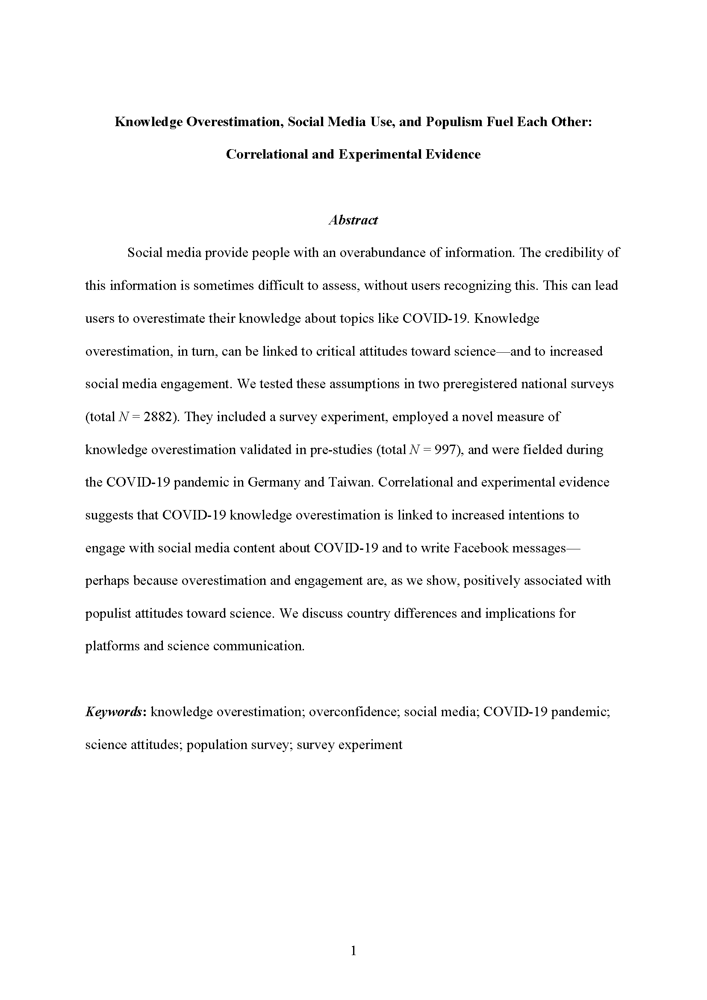 Knowledge Overestimation, Social Media Use, and Populism Fuel Each Other:
Correlational and Experimental Evidence
Abstract
Social media provide people with an overabundance of information. The credibility of
this information is sometimes difficult to assess, without users recognizing this. This can lead
users to overestimate their knowledge about topics like COVID-19. Knowledge
overestimation, in turn, can be linked to critical attitudes toward science—and to increased
social media engagement. We tested these assumptions in two preregistered national surveys
(total N = 2882). They included a survey experiment, employed a novel measure of
knowledge overestimation validated in pre-studies (total N = 997), and were fielded during
the COVID-19 pandemic in Germany and Taiwan. Correlational and experimental evidence
suggests that COVID-19 knowledge overestimation is linked to increased intentions to
engage with social media content about COVID-19 and to write Facebook messages—
perhaps because overestimation and engagement are, as we show, positively associated with
populist attitudes toward science. We discuss country differences and implications for
platforms and science communication.
Keywords: knowledge overestimation; overconfidence; social media; COVID-19 pandemic;
science attitudes; population survey; survey experiment
1